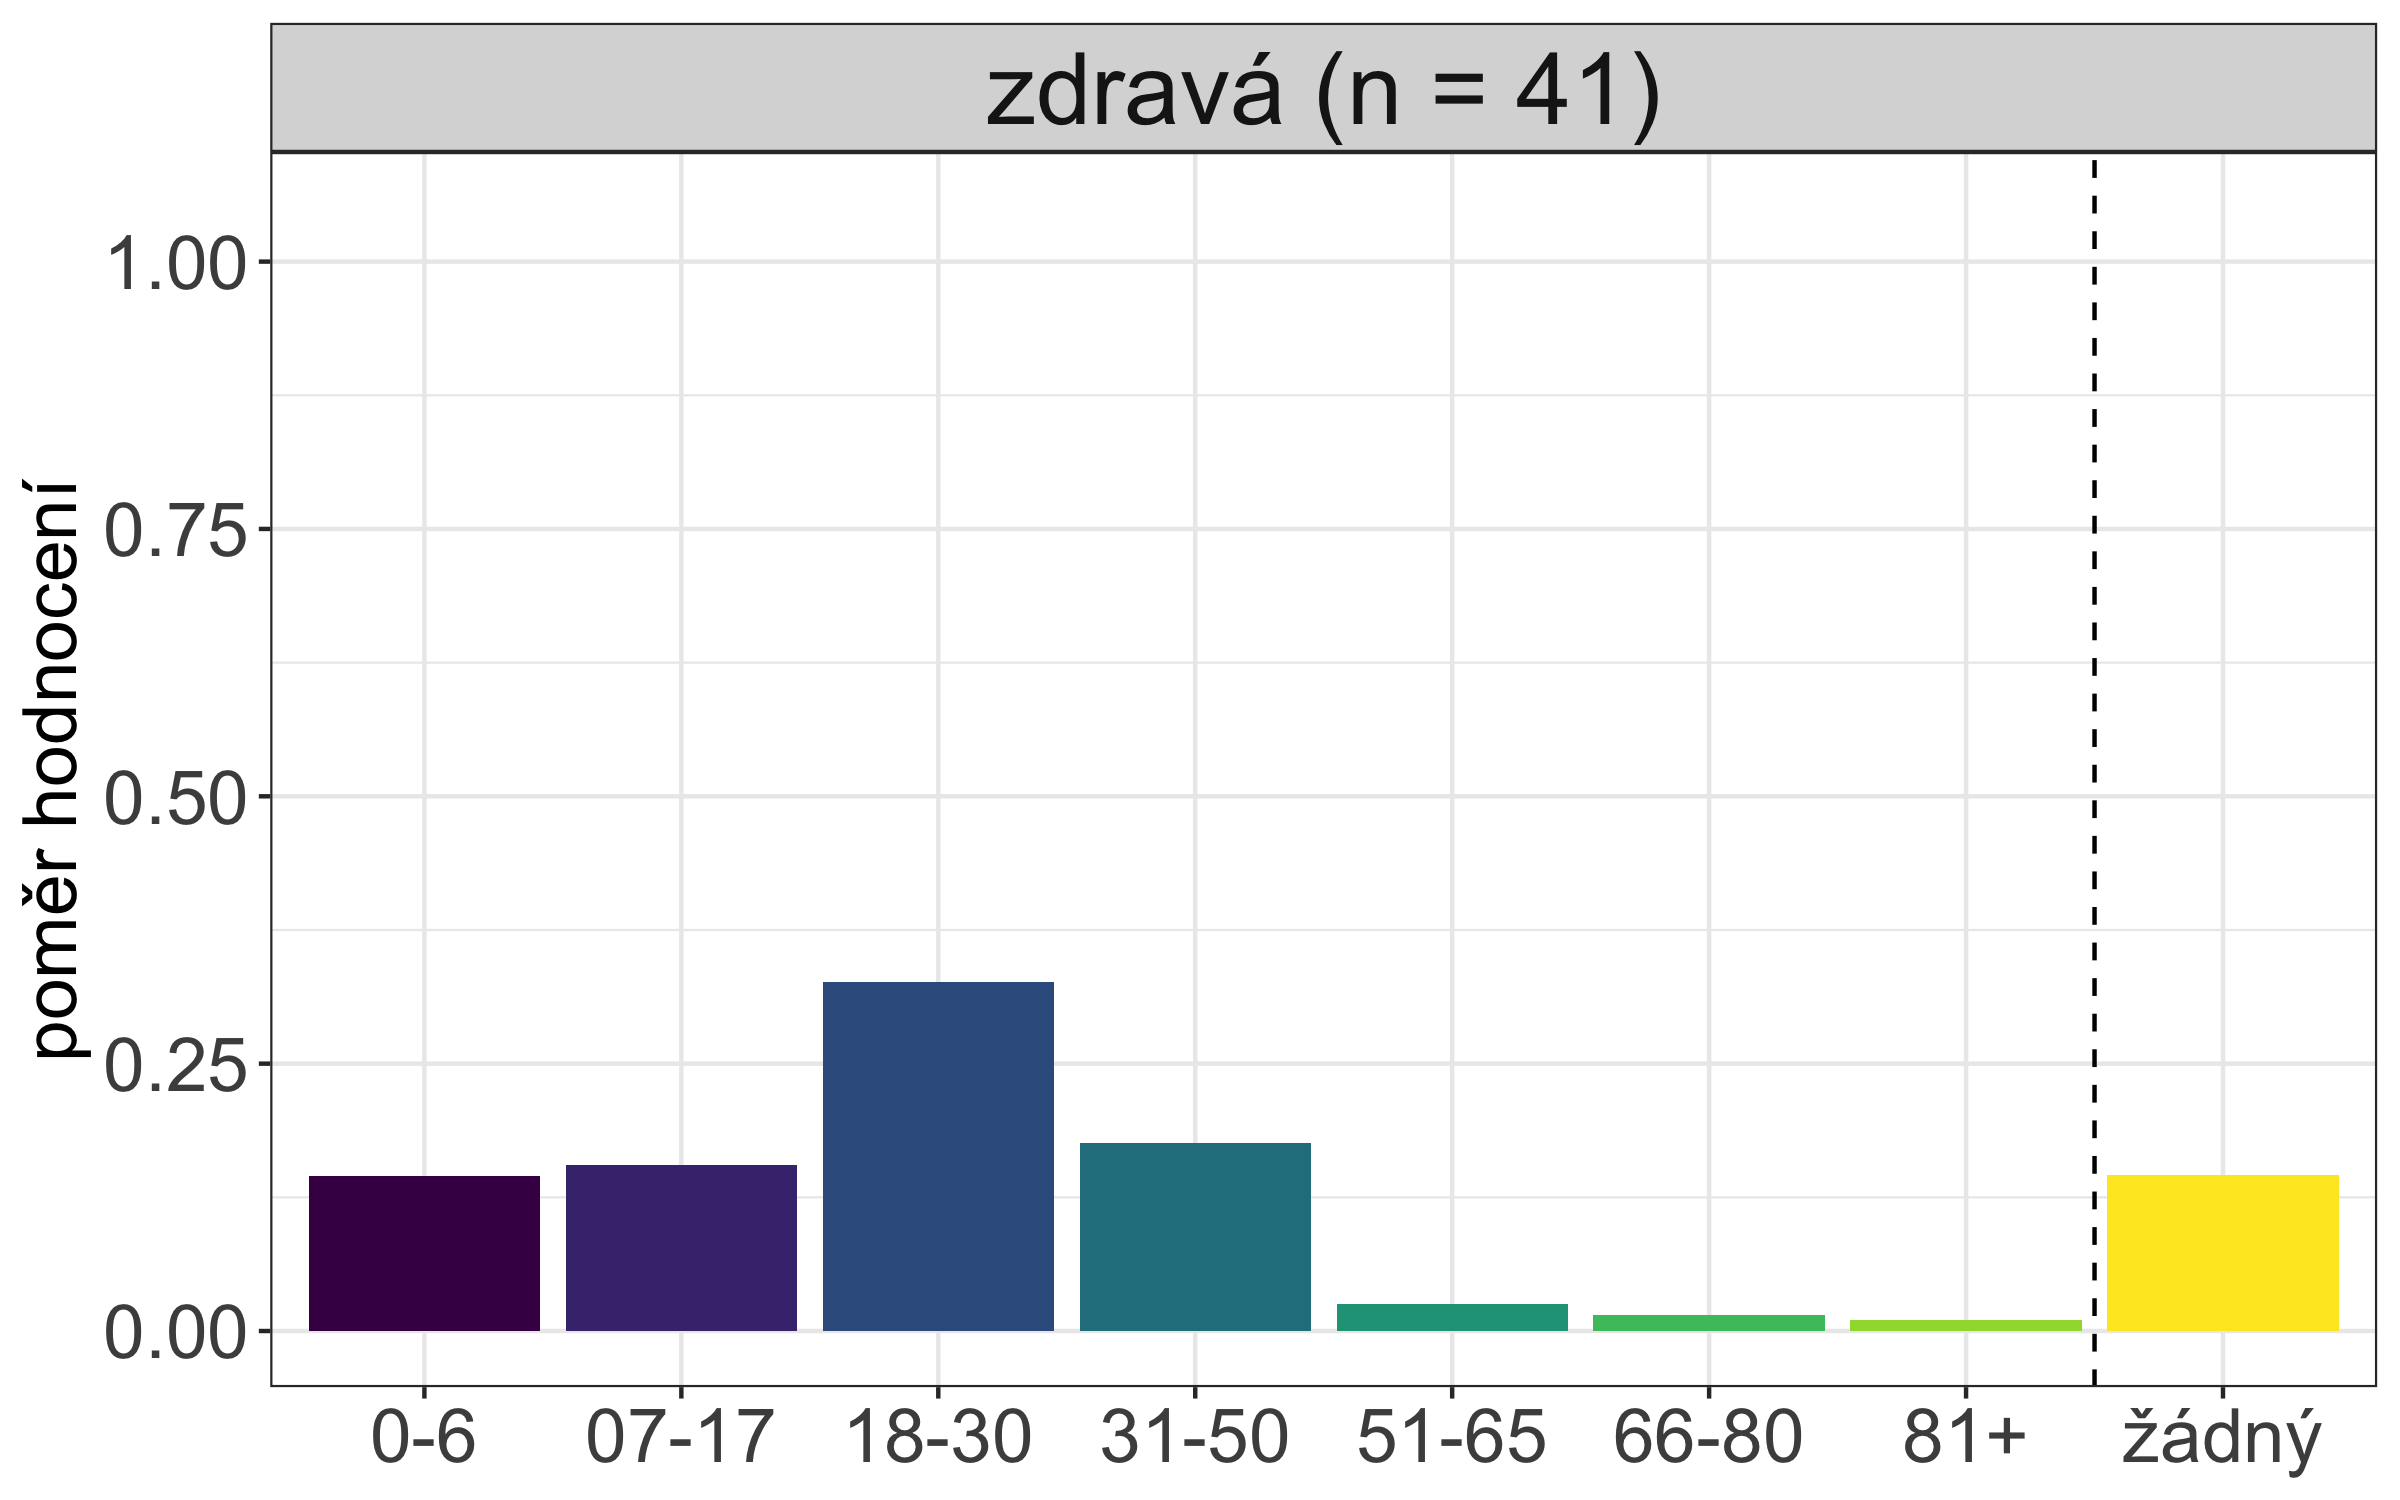 zdravá (n = 41)
poměr hodnocení
1.00
0.75
0.50
0.25
0.00
0-6 07-17 18-30 31-50 51-65 66-80 81+ žádný